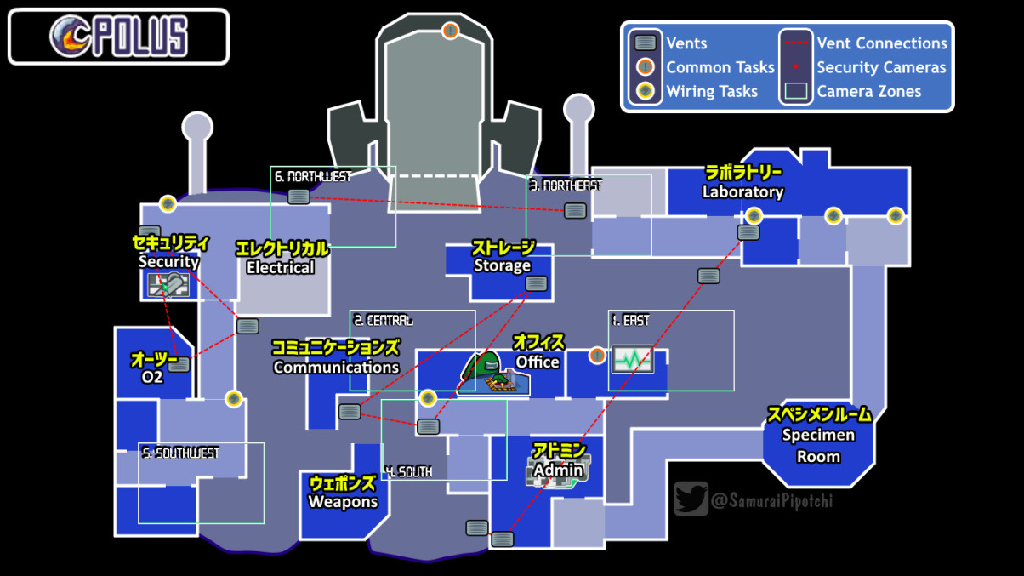 POLUS
Vents
Common Tasks
Wiring Tasks
Vent Connections
Security Cameras
Camera Zones
6. NORTHWEST
3. NORTHEAST
ラボラトリー
Laboratory
セキュリティ
Security
エレクトリカル
Electrical
ストレージ
Storage
2. CENTRAL
1. EAST
オーツー
O2
コミュニケーションズ
Communications
オフィス
Office
スペシメンルーム
Specimen
Room
5. SOUTHWEST
4. SOUTH
アドミン
Admin
ウェポンズ
Weapons
@SamuraiPipotchi